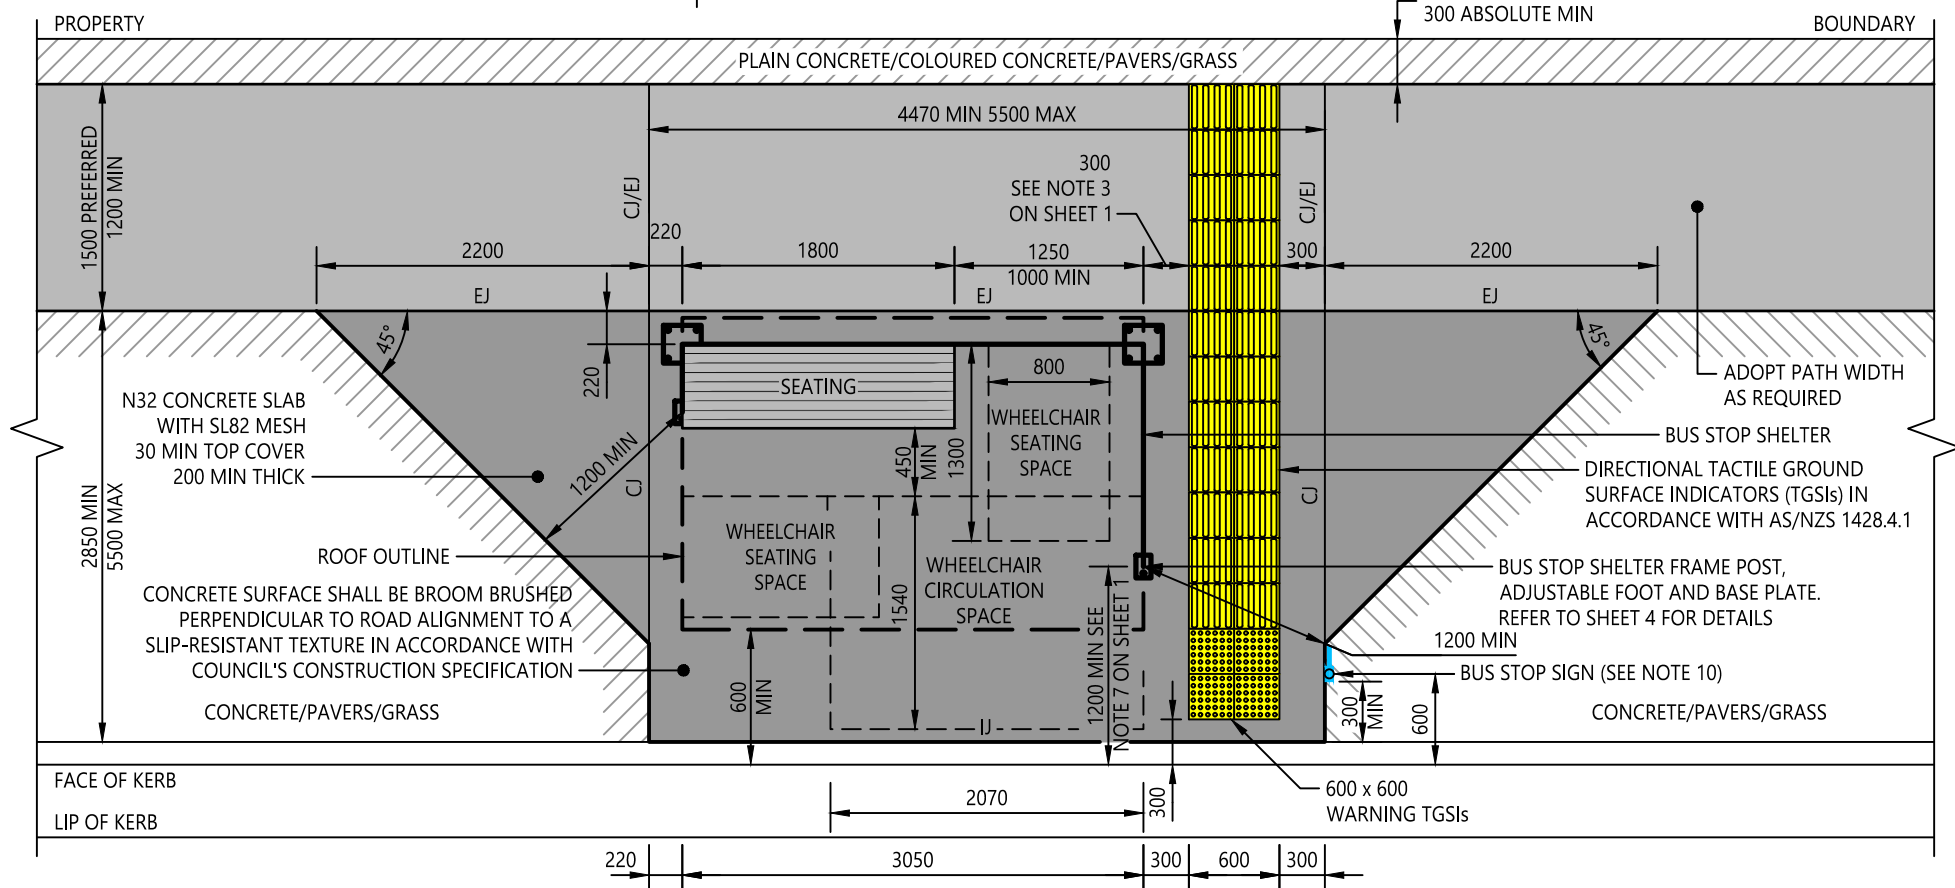 300 ABSOLUTE MIN
PROPERTY
BOUNDARY
PLAIN CONCRETE/COLOURED CONCRETE/PAVERS/GRASS
4470 MIN 5500 MAX
1500 PREFERRED
1200 MIN
CJ/EJ
300
SEE NOTE 3
ON SHEET 1
CJ/EJ
2200
220
1800
1250
1000 MIN
300
2200
EJ
EJ
EJ
45°
45°
220
SEATING
800
ADOPT PATH WIDTH
AS REQUIRED
N32 CONCRETE SLAB
WITH SL82 MESH
30 MIN TOP COVER
200 MIN THICK
WHEELCHAIR
SEATING
SPACE
BUS STOP SHELTER
1200 MIN
CJ
450
MIN
1300
CJ
DIRECTIONAL TACTILE GROUND
SURFACE INDICATORS (TGSIs) IN
ACCORDANCE WITH AS/NZS 1428.4.1
2850 MIN
5500 MAX
ROOF OUTLINE
WHEELCHAIR
SEATING
SPACE
1540
WHEELCHAIR
CIRCULATION
SPACE
BUS STOP SHELTER FRAME POST,
ADJUSTABLE FOOT AND BASE PLATE.
REFER TO SHEET 4 FOR DETAILS
CONCRETE SURFACE SHALL BE BROOM BRUSHED
PERPENDICULAR TO ROAD ALIGNMENT TO A
SLIP-RESISTANT TEXTURE IN ACCORDANCE WITH
COUNCIL'S CONSTRUCTION SPECIFICATION
600
MIN
1200 MIN SEE
NOTE 7 ON SHEET 1
1200 MIN
BUS STOP SIGN (SEE NOTE 10)
300
MIN
600
CONCRETE/PAVERS/GRASS
IJ
CONCRETE/PAVERS/GRASS
FACE OF KERB
2070
300
600 x 600
WARNING TGSIs
LIP OF KERB
220
3050
300
600
300